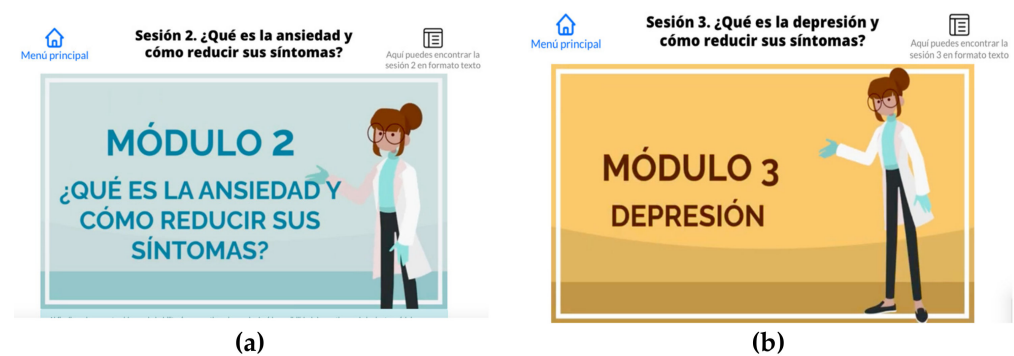 Menú principal
Sesión 2. ¿Qué es la ansiedad y
cómo reducir sus síntomas?
Aquí puedes encontrar la
sesión 2 en formato texto
MÓDULO 2
¿QUÉ ES LA ANSIEDAD Y
CÓMO REDUCIR SUS
SÍNTOMAS?
(a)
Menú principal
Sesión 3. ¿Qué es la depresión y
cómo reducir sus síntomas?
Aquí puedes encontrar la
sesión 3 en formato texto
MÓDULO 3
DEPRESIÓN
(b)